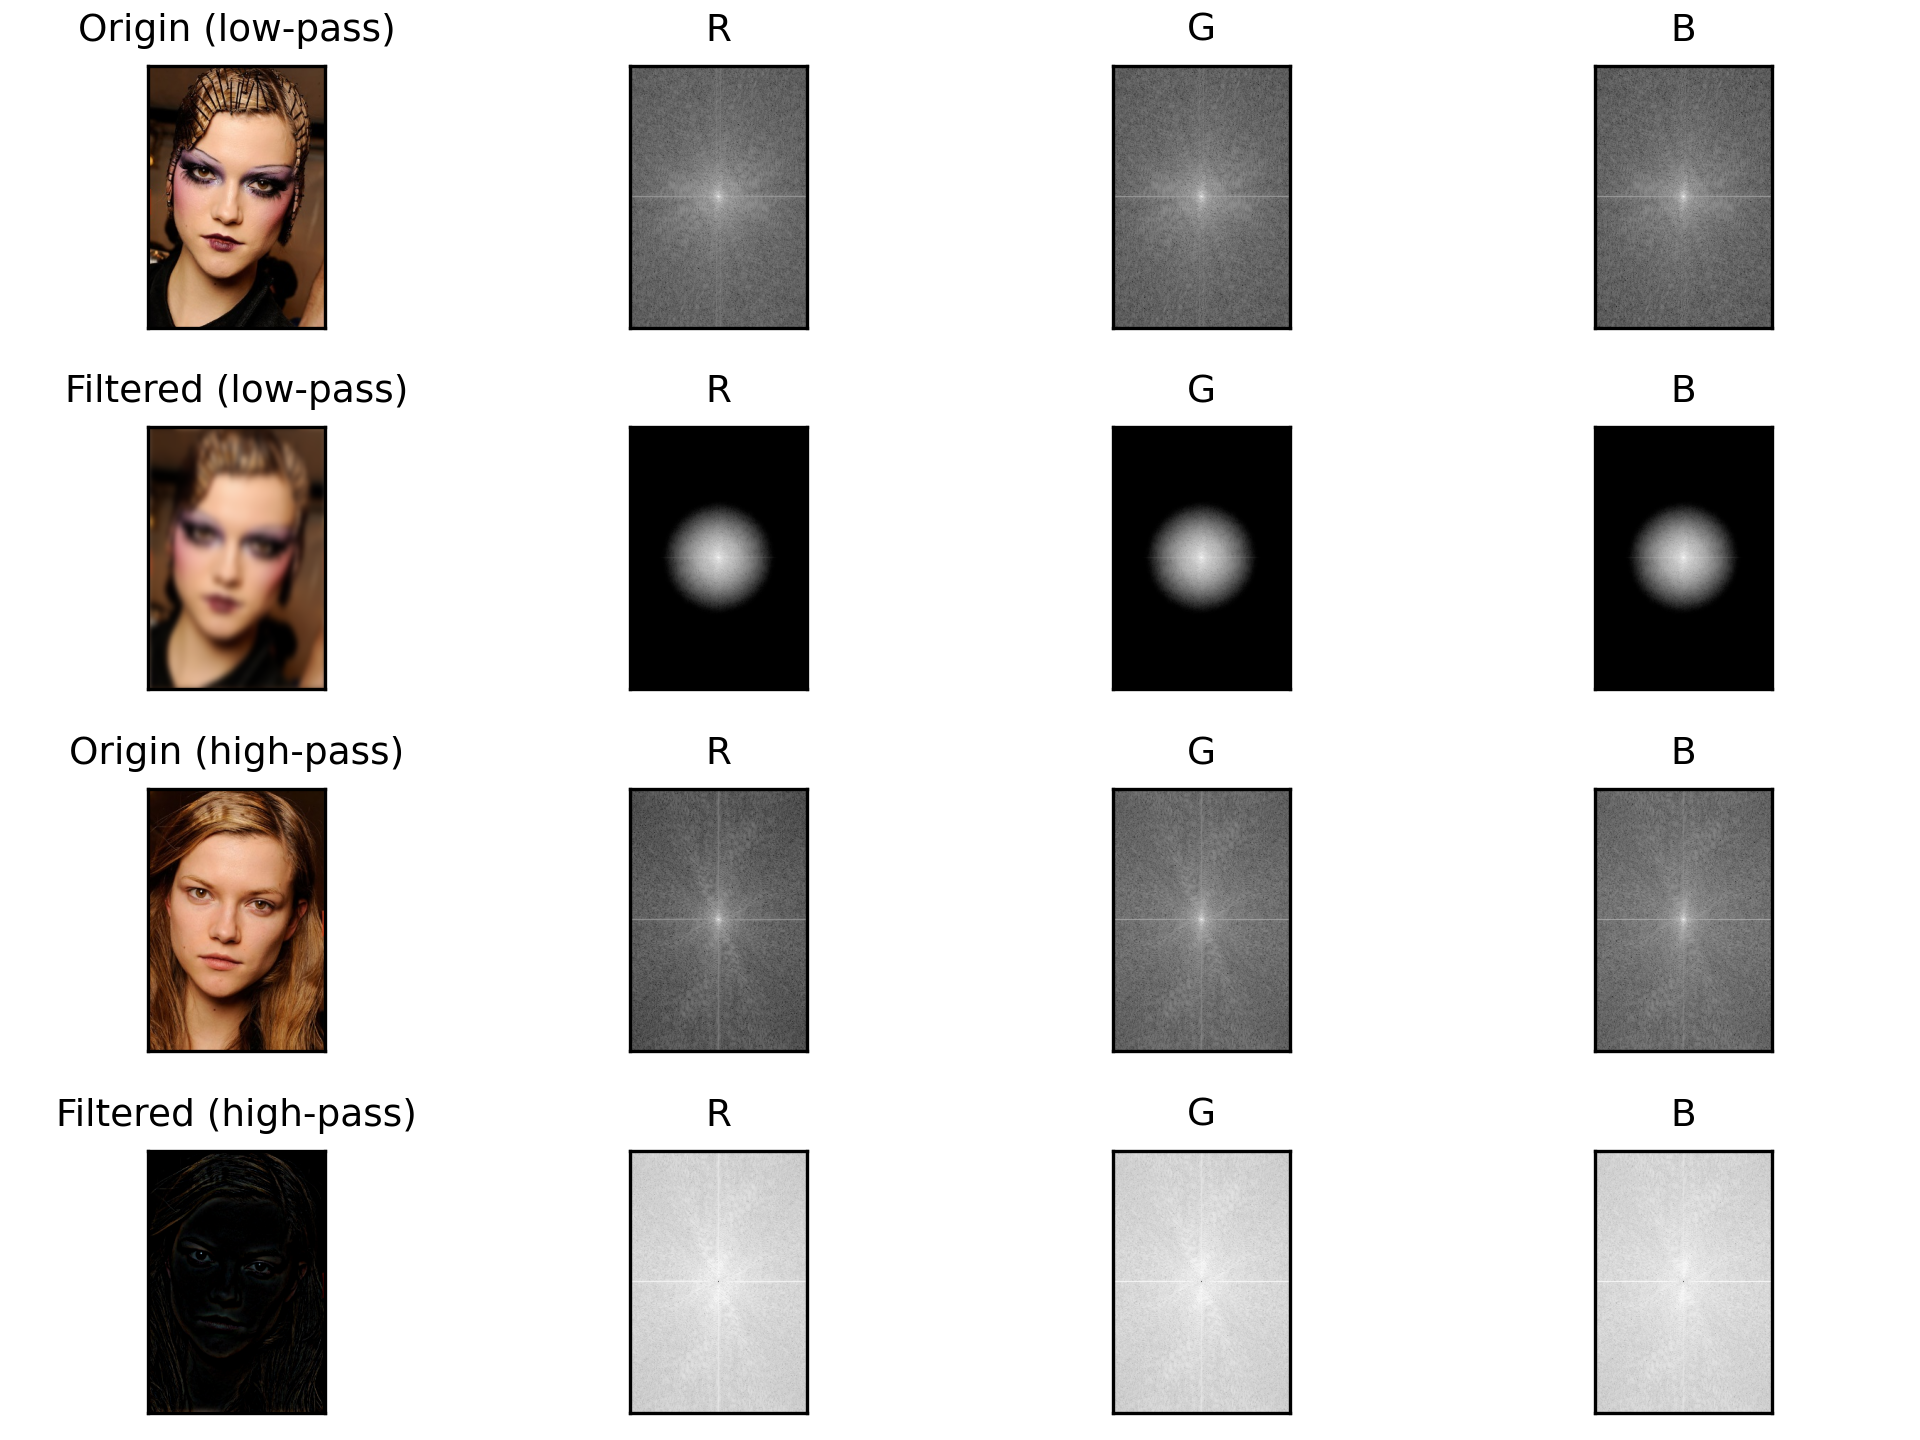 Origin (low-pass) R G B
Filtered (low-pass) R G B
Origin (high-pass) R G B
Filtered (high-pass) R G B